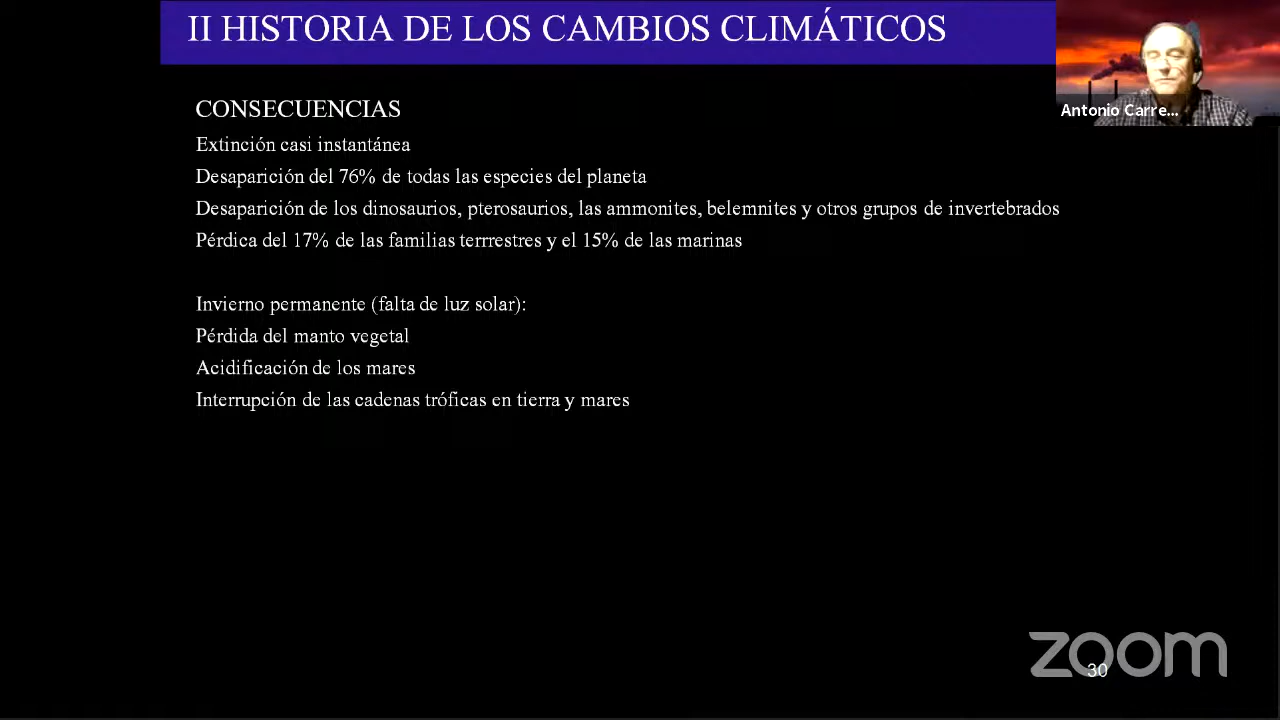 II HISTORIA DE LOS CAMBIOS CLIMÁTICOS
Antonio Carre...
CONSECUENCIAS
Extinción casi instantánea
Desaparición del 76% de todas las especies del planeta
Desaparición de los dinosaurios, pterosaurios, las ammonites, belemnites y otros grupos de invertebrados
Pérdica del 17% de las familias terrrestres y el 15% de las marinas
Invierno permanente (falta de luz solar):
Pérdida del manto vegetal
Acidificación de los mares
Interrupción de las cadenas tróficas en tierra y mares
zoom
30